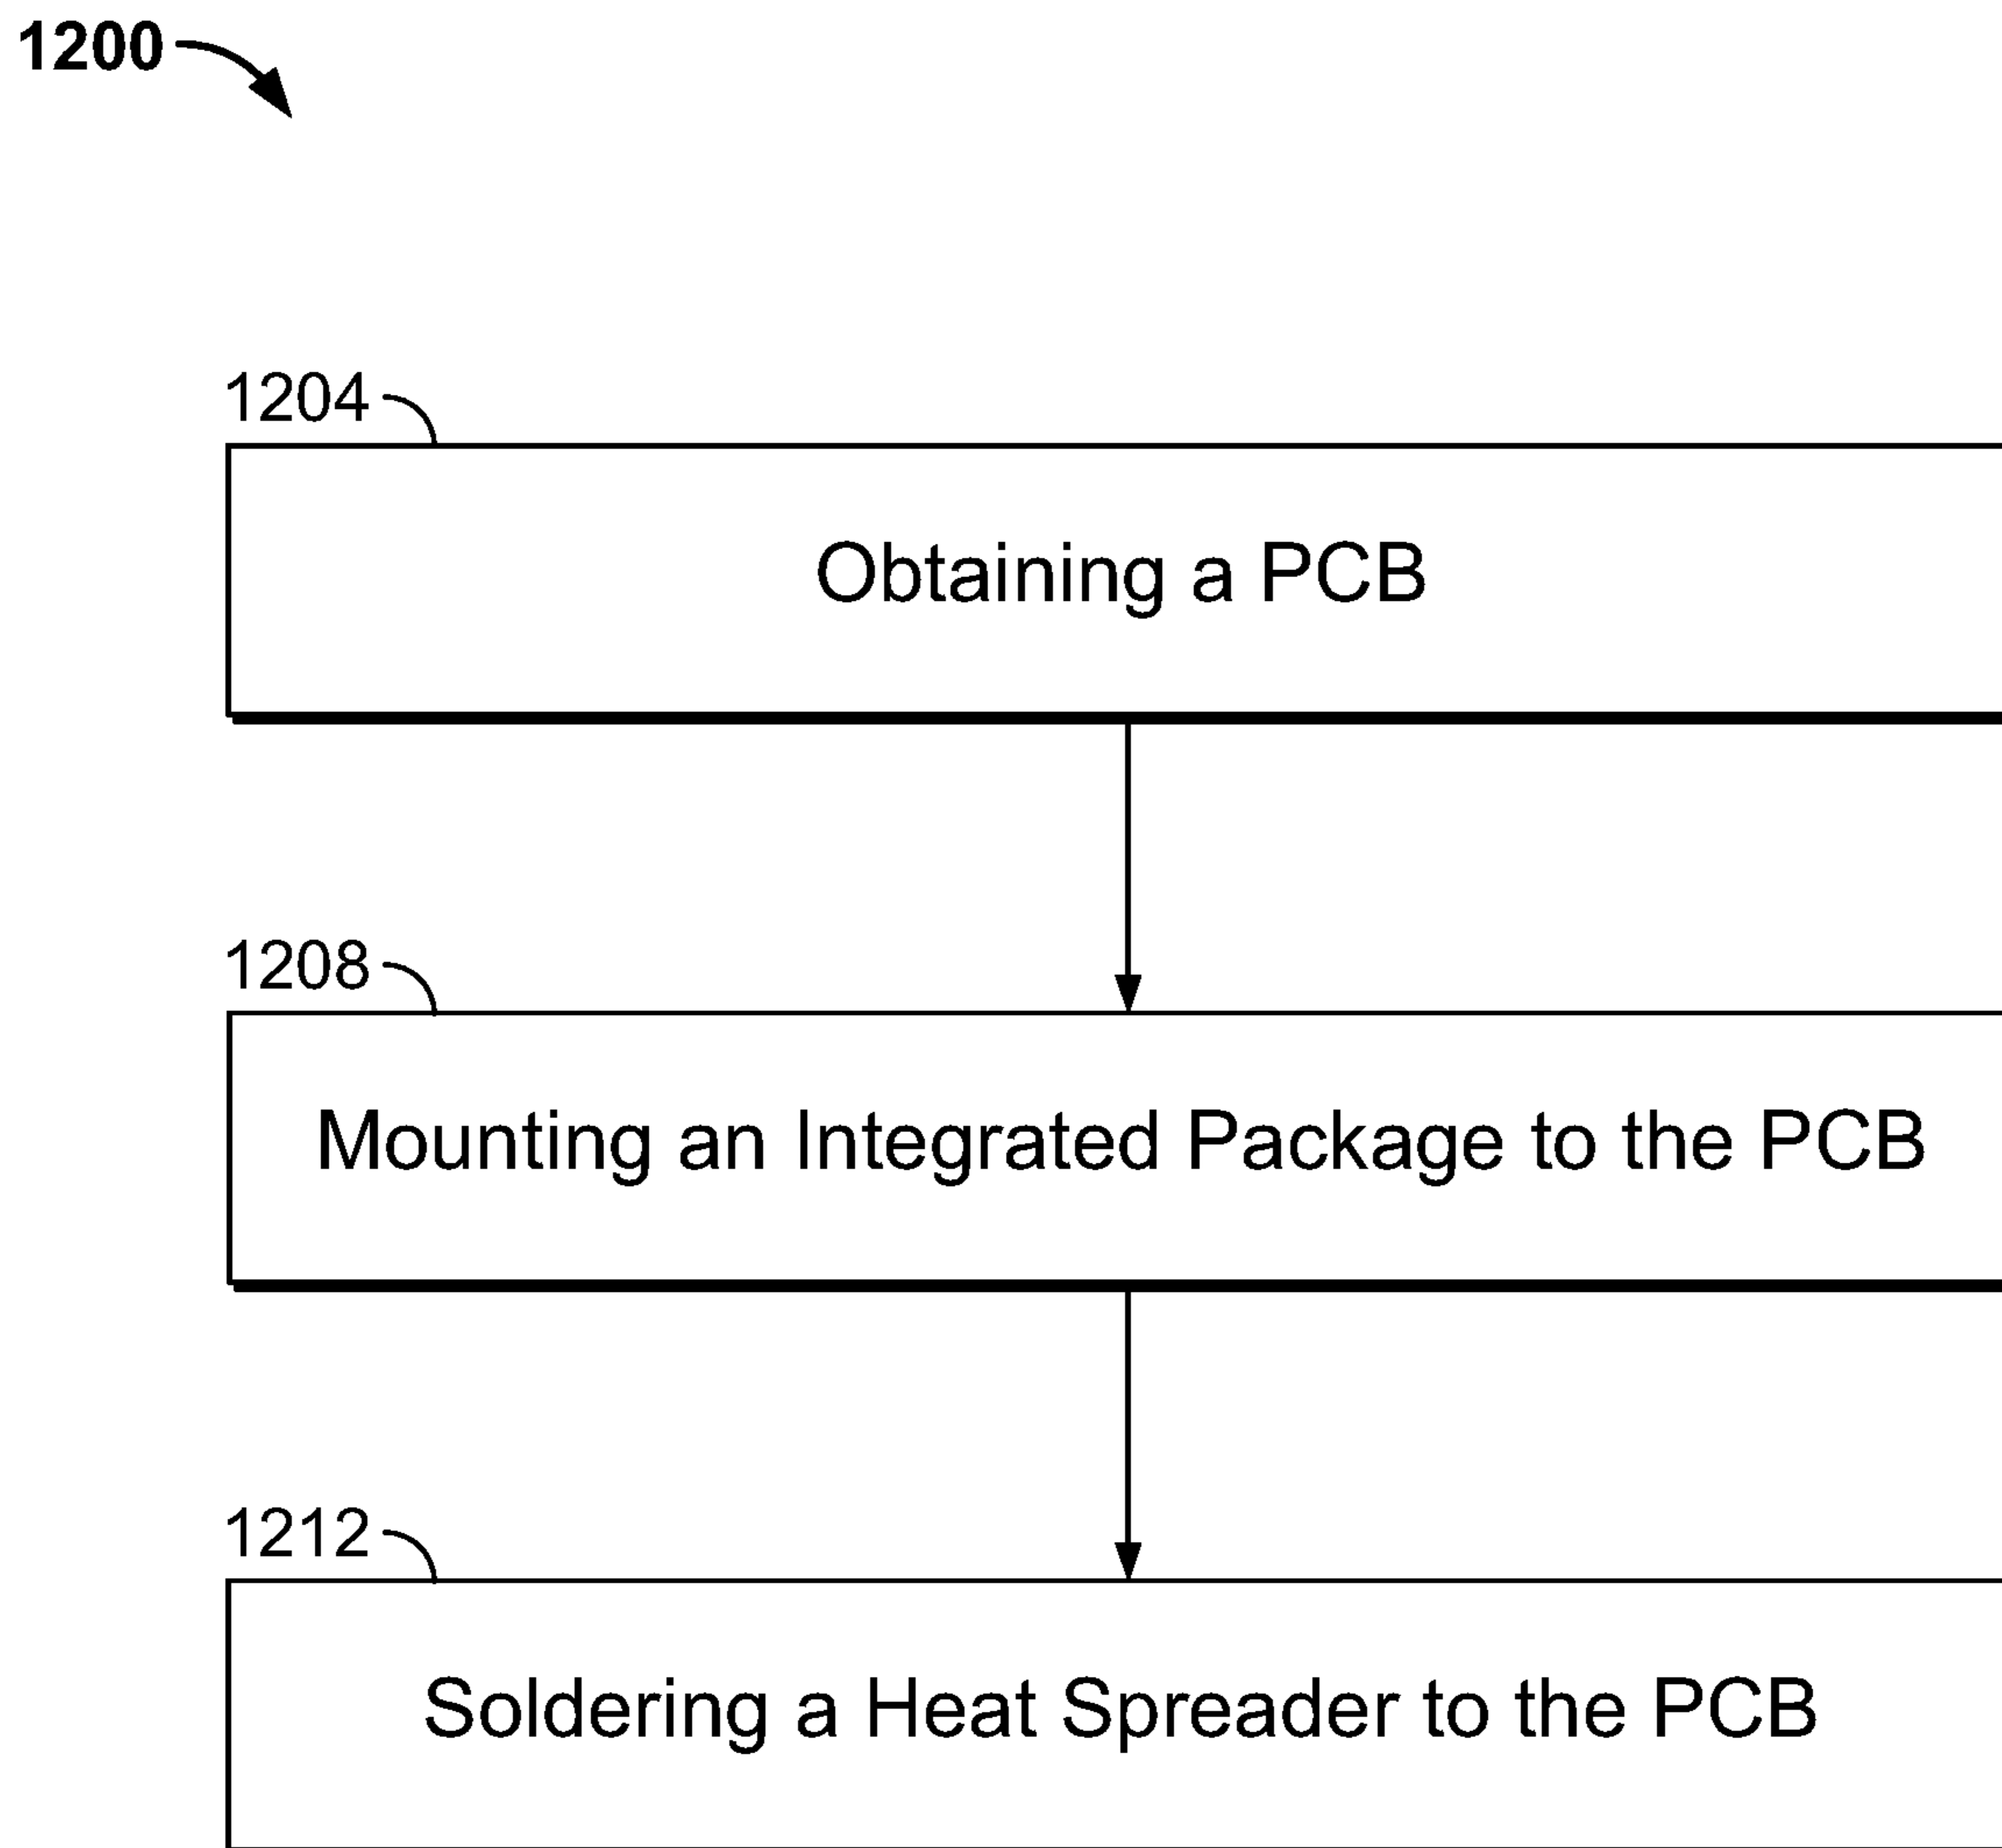 1200
1204
Obtaining a PCB
1208
Mounting an Integrated Package to the PCB
1212
Soldering a Heat Spreader to the PCB